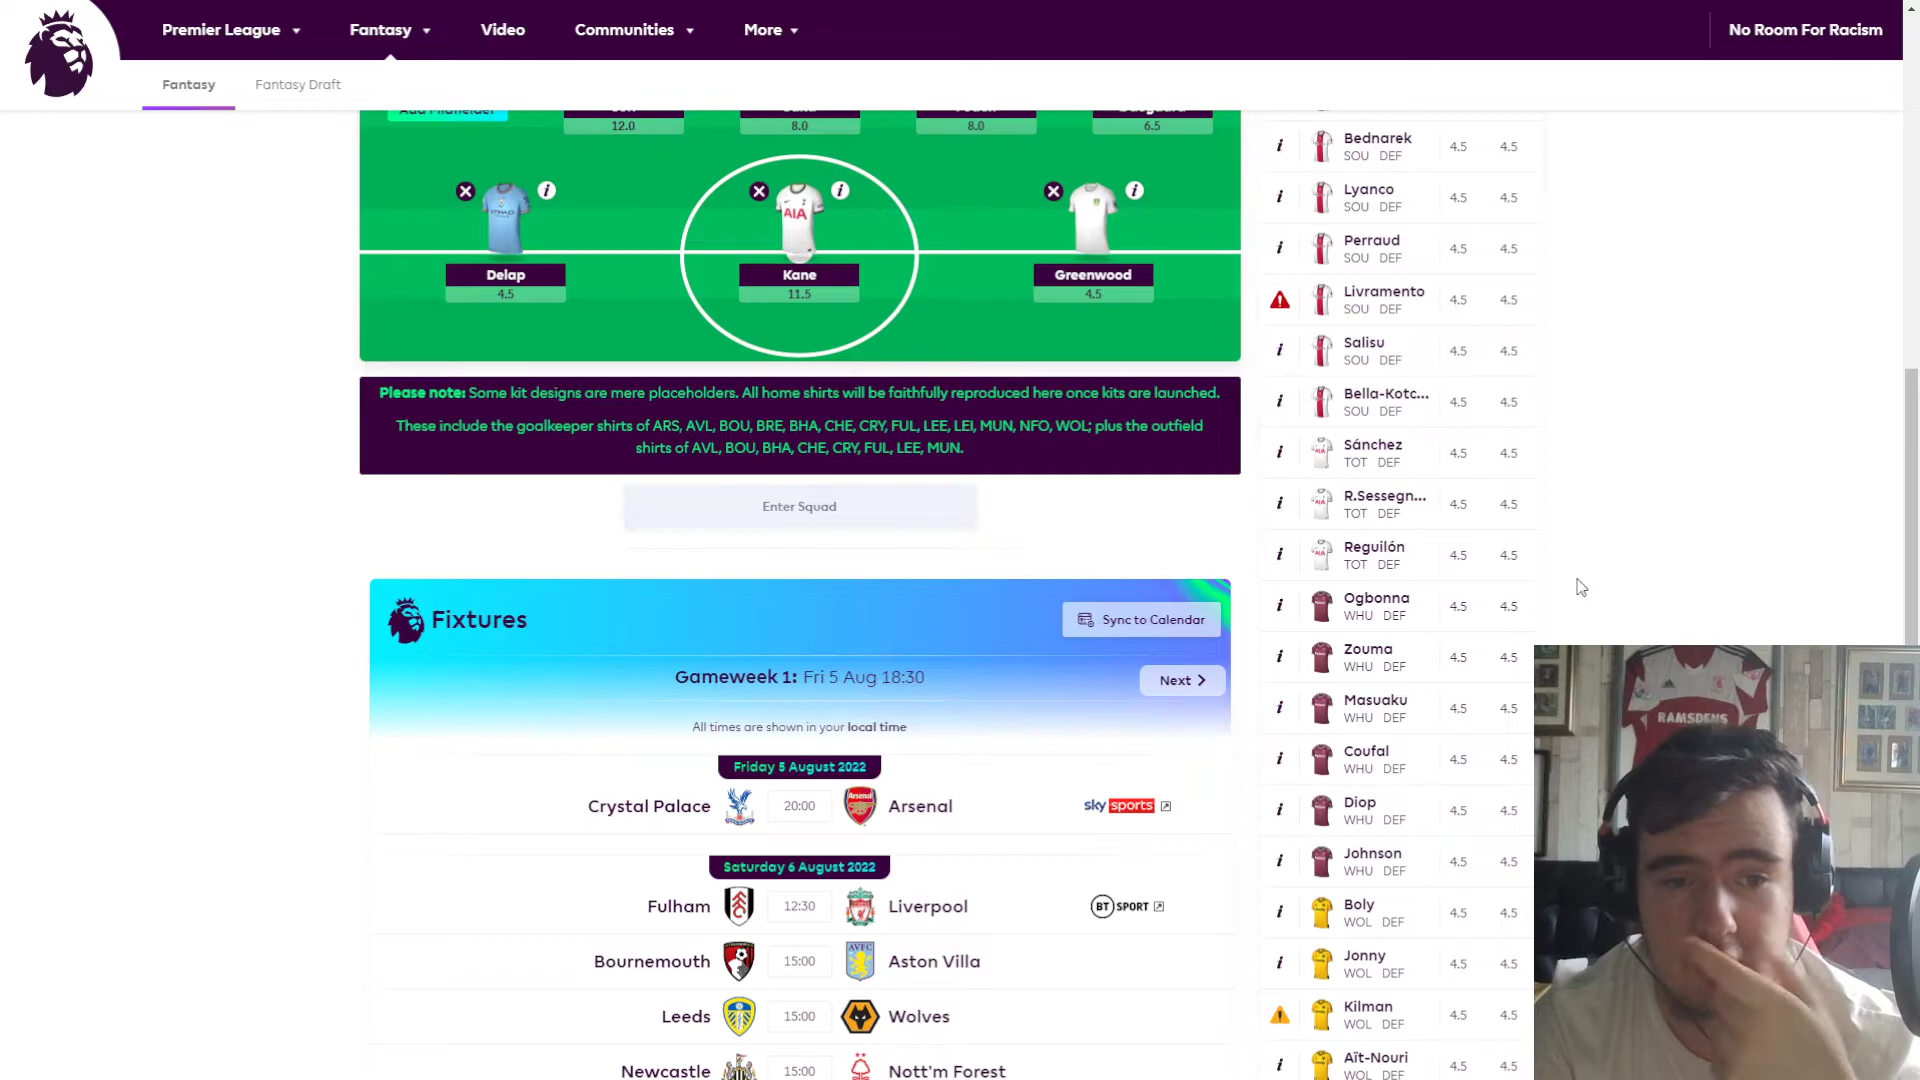 Premier League
Fantasy
Video
Communities
More
No Room For Racism
Fantasy
Fantasy Draft
Add Midfielder
12.0
8.0
8.0
6.5
Delap
4.5
AIA
Kane
11.5
Greenwood
4.5
Please note: Some kit designs are mere placeholders. All home shirts will be faithfully reproduced here once kits are launched.
These include the goalkeeper shirts of ARS, AVL, BOU, BRE, BHA, CHE, CRY, FUL, LEE, LEI, MUN, NFO, WOL; plus the outfield
shirts of AVL, BOU, BHA, CHE, CRY, FUL, LEE, MUN.
Enter Squad
Fixtures
Sync to Calendar
Gameweek 1: Fri 5 Aug 18:30
Next
All times are shown in your local time
Friday 5 August 2022
Crystal Palace 20:00 Arsenal sky sports
Saturday 6 August 2022
Fulham 12:30 Liverpool BT SPORT
Bournemouth 15:00 Aston Villa
Leeds 15:00 Wolves
Newcastle 15:00 Nott'm Forest
Bednarek 4.5 4.5
SOU DEF
Lyanco 4.5 4.5
SOU DEF
Perraud 4.5 4.5
SOU DEF
Livramento 4.5 4.5
SOU DEF
Salisu 4.5 4.5
SOU DEF
Bella-Kotc... 4.5 4.5
SOU DEF
Sánchez 4.5 4.5
TOT DEF
R.Sessegn... 4.5 4.5
TOT DEF
Reguilón 4.5 4.5
TOT DEF
Ogbonna 4.5 4.5
WHU DEF
Zouma 4.5 4.5
WHU DEF
Masuaku 4.5 4.5
WHU DEF
Coufal 4.5 4.5
WHU DEF
Diop 4.5 4.5
WHU DEF
Johnson 4.5 4.5
WHU DEF
Boly 4.5 4.5
WOL DEF
Jonny 4.5 4.5
WOL DEF
Kilman 4.5 4.5
WOL DEF
Aït-Nouri 4.5 4.5
WOL DEF
RAMSDENS